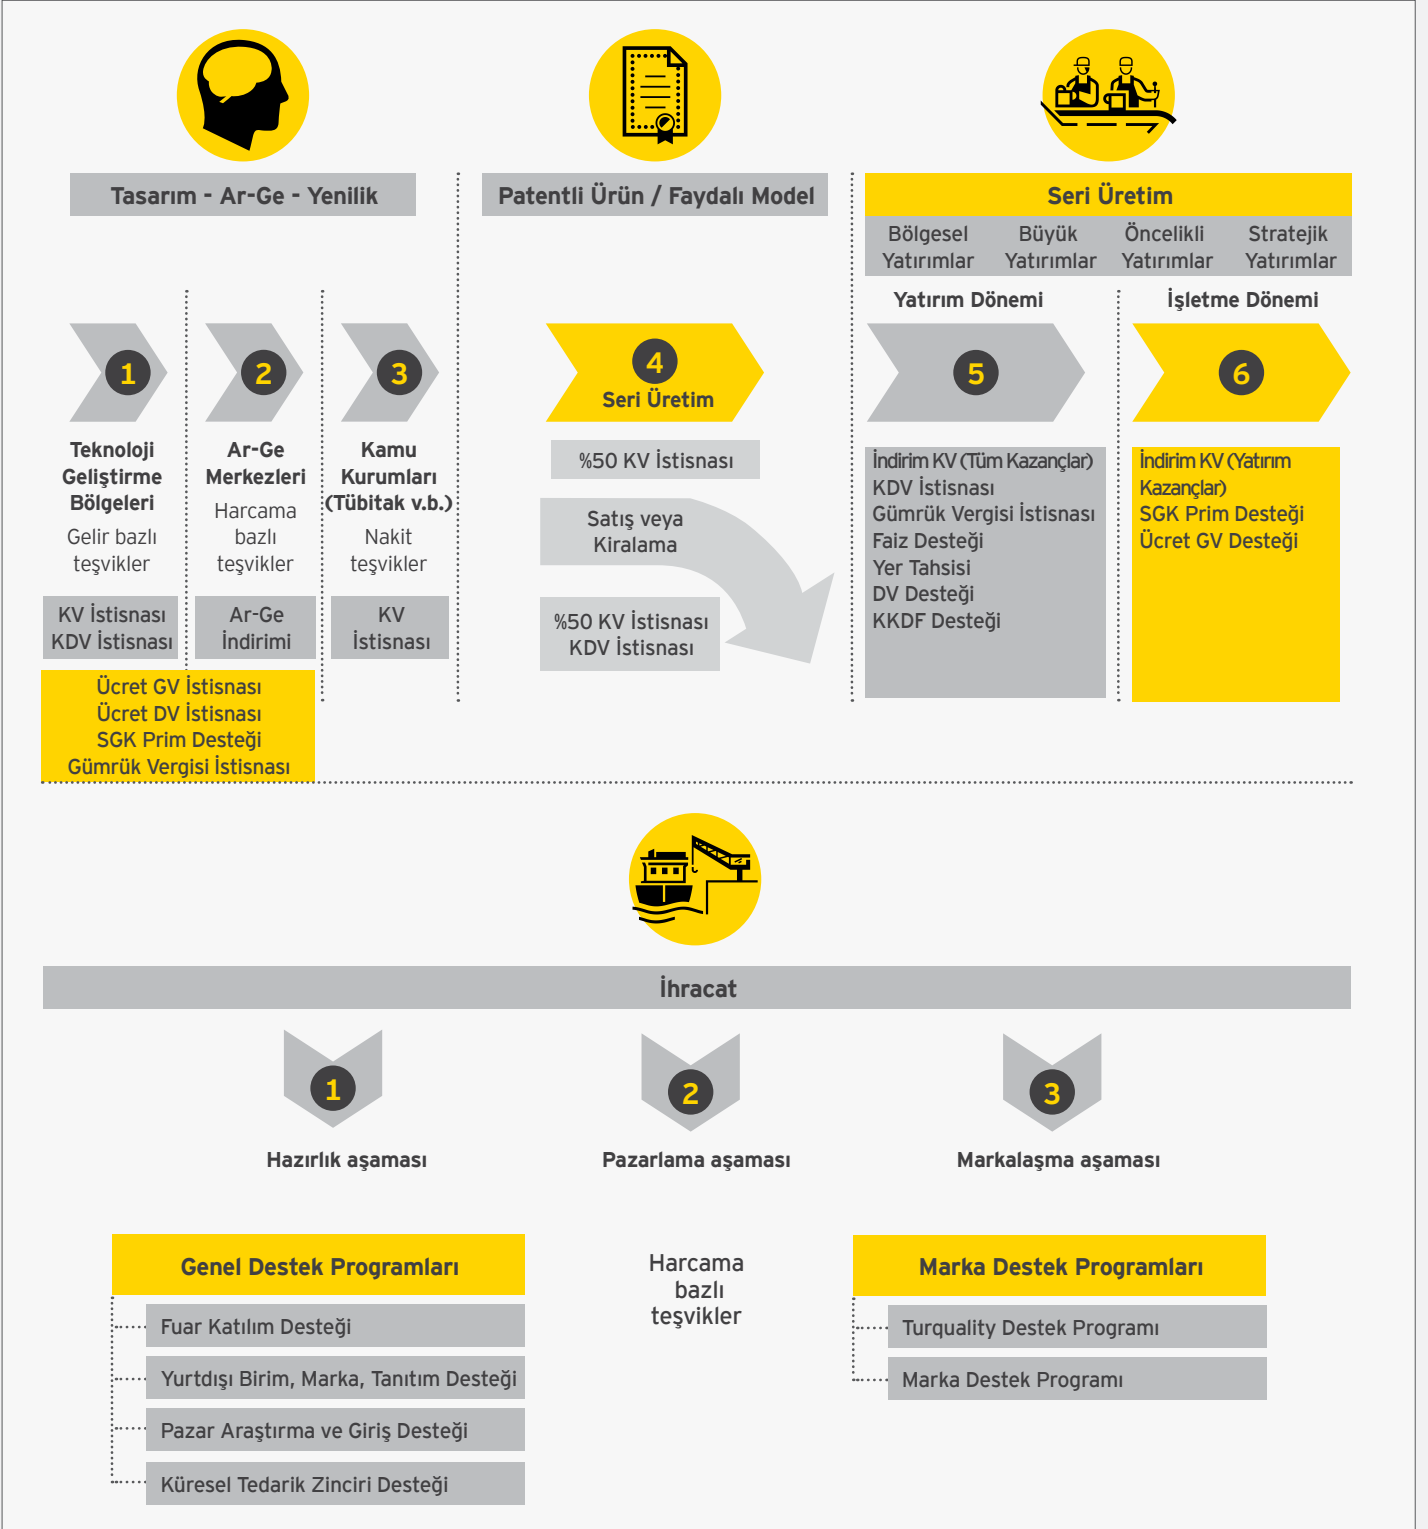 Tasarım - Ar-Ge - Yenilik
1
Teknoloji
Geliştirme
Bölgeleri
Gelir bazlı
teşvikler
KV İstisnası
KDV İstisnası
2
Ar-Ge
Merkezleri
Harcama
bazlı
teşvikler
Ar-Ge
İndirimi
3
Kamu
Kurumları
(Tübitak v.b.)
Nakit
teşvikler
KV
İstisnası
Ücret GV İstisnası
Ücret DV İstisnası
SGK Prim Desteği
Gümrük Vergisi İstisnası
Patentli Ürün / Faydalı Model
4
Seri Üretim
%50 KV İstisnası
Satış veya
Kiralama
%50 KV İstisnası
KDV İstisnası
Seri Üretim
Bölgesel
Yatırımlar
Büyük
Yatırımlar
Öncelikli
Yatırımlar
Stratejik
Yatırımlar
Yatırım Dönemi
5
İndirim KV (Tüm Kazançlar)
KDV İstisnası
Gümrük Vergisi İstisnası
Faiz Desteği
Yer Tahsisi
DV Desteği
KKDF Desteği
İşletme Dönemi
6
İndirim KV (Yatırım
Kazançlar)
SGK Prim Desteği
Ücret GV Desteği
İhracat
1
Hazırlık aşaması
2
Pazarlama aşaması
3
Markalaşma aşaması
Genel Destek Programları
Fuar Katılım Desteği
Yurtdışı Birim, Marka, Tanıtım Desteği
Pazar Araştırma ve Giriş Desteği
Küresel Tedarik Zinciri Desteği
Harcama
bazlı
teşvikler
Marka Destek Programları
Turquality Destek Programı
Marka Destek Programı